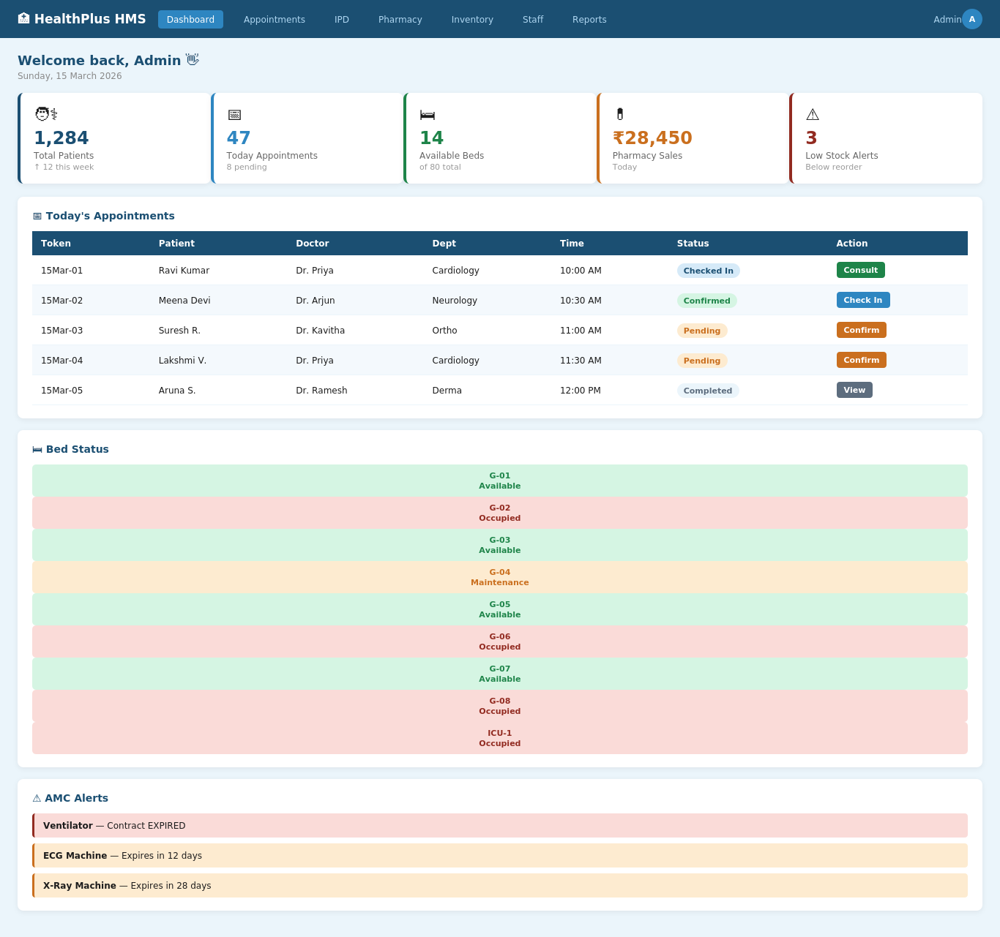 HealthPlus HMS Dashboard Appointments IPD Pharmacy Inventory Staff Reports Admin A
Welcome back, Admin 👋
Sunday, 15 March 2026
1,284
Total Patients
↑ 12 this week
47
Today Appointments
8 pending
14
Available Beds
of 80 total
₹28,450
Pharmacy Sales
Today
3
Low Stock Alerts
Below reorder
Today's Appointments
Token Patient Doctor Dept Time Status Action
15Mar-01 Ravi Kumar Dr. Priya Cardiology 10:00 AM Checked In Consult
15Mar-02 Meena Devi Dr. Arjun Neurology 10:30 AM Confirmed Check In
15Mar-03 Suresh R. Dr. Kavitha Ortho 11:00 AM Pending Confirm
15Mar-04 Lakshmi V. Dr. Priya Cardiology 11:30 AM Pending Confirm
15Mar-05 Aruna S. Dr. Ramesh Derma 12:00 PM Completed View
Bed Status
G-01
Available
G-02
Occupied
G-03
Available
G-04
Maintenance
G-05
Available
G-06
Occupied
G-07
Available
G-08
Occupied
ICU-1
Occupied
⚠ AMC Alerts
Ventilator — Contract EXPIRED
ECG Machine — Expires in 12 days
X-Ray Machine — Expires in 28 days